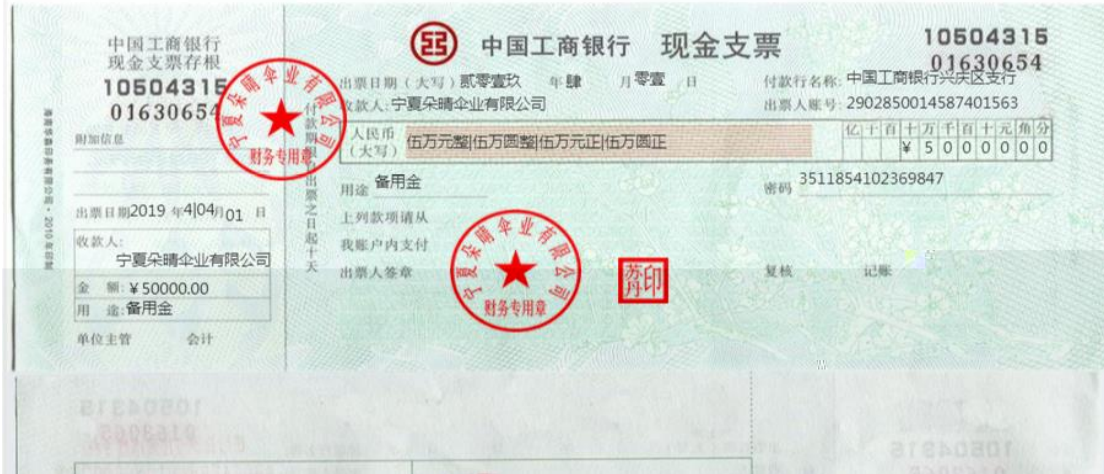 中国工商银行
现金支票存根
10504315
01630654
附加信息
出票日期2019 年4|04月01 日
收款人:
宁夏朵晴伞业有限公司
金 额:¥50000.00
用 途:备用金
单位主管 会计
中国工商银行 现金支票
10504315
01630654
出票日期(大写)贰零壹玖 年肆 月零壹 日
付款行名称:中国工商银行兴庆区支行
收款人:宁夏朵晴伞业有限公司
出票人账号:2902850014587401563
人民币
(大写)
伍万元整|伍万圆整|伍万元正|伍万圆正
亿千百十万千百十元角分
¥5000000
用途 备用金
密码 3511854102369847
上列款项请从
我账户内支付
出票人签章
复核 记账
付款期限自出票之日起十天
宁夏朵晴伞业有限公司
财务专用章
宁夏朵晴伞业有限公司
财务专用章
苏丹印